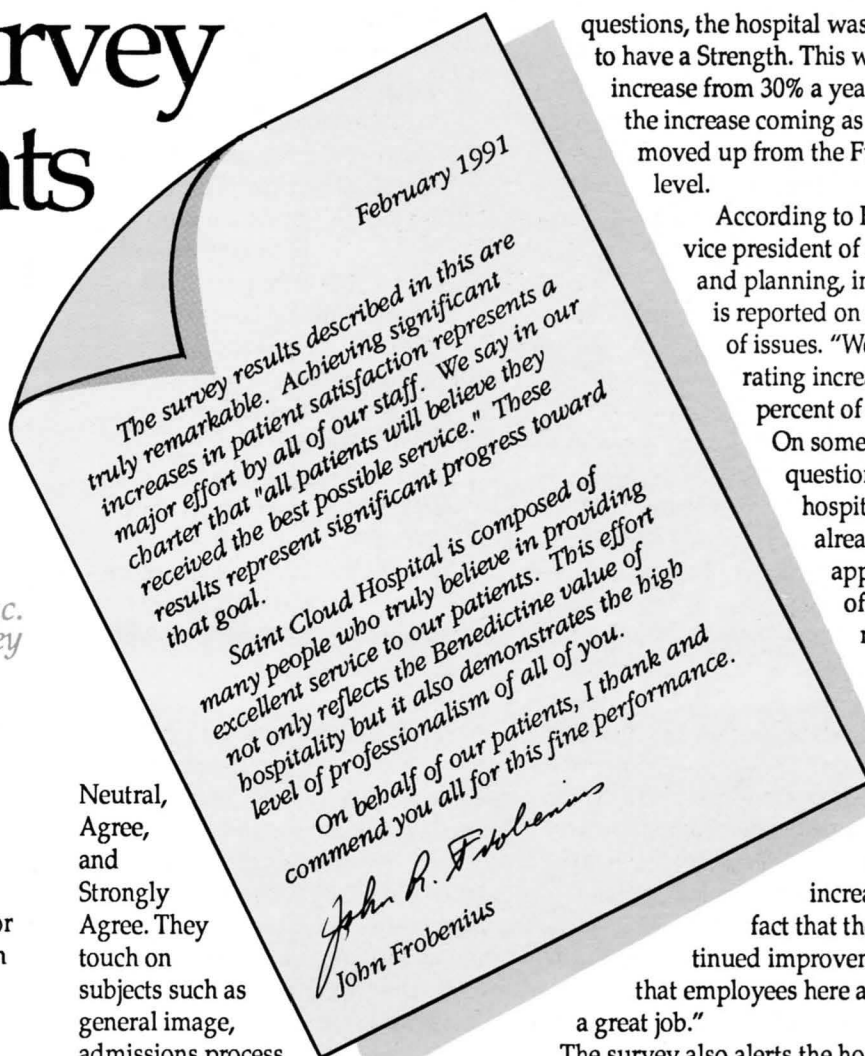 rvey
nts
c.
ey
Neutral,
Agree,
and
Strongly
Agree. They
touch on
subjects such as
general image,
admissions process
or
n
February 1991
The survey results described in this are
truly remarkable. Achieving significant
increases in patient satisfaction represents a
major effort by all of our staff. We say in our
charter that "all patients will believe they
received the best possible service." These
results represent significant progress toward
that goal.
Saint Cloud Hospital is composed of
many people who truly believe in providing
excellent service to our patients. This effort
not only reflects the Benedictine value of
hospitality but it also demonstrates the high
level of professionalism of all of you.
On behalf of our patients, I thank and
commend you all for this fine performance.
John R. Frobenius
John Frobenius
questions, the hospital was
to have a Strength. This w
increase from 30% a yea
the increase coming as
moved up from the F
level.
According to
vice president of
and planning, i
is reported on
of issues. "W
rating increa
percent of
On some
question
hospit
alrea
app
of
increa
fact that th
tinued improver
that employees here a
a great job."
The survey also alerts the ho